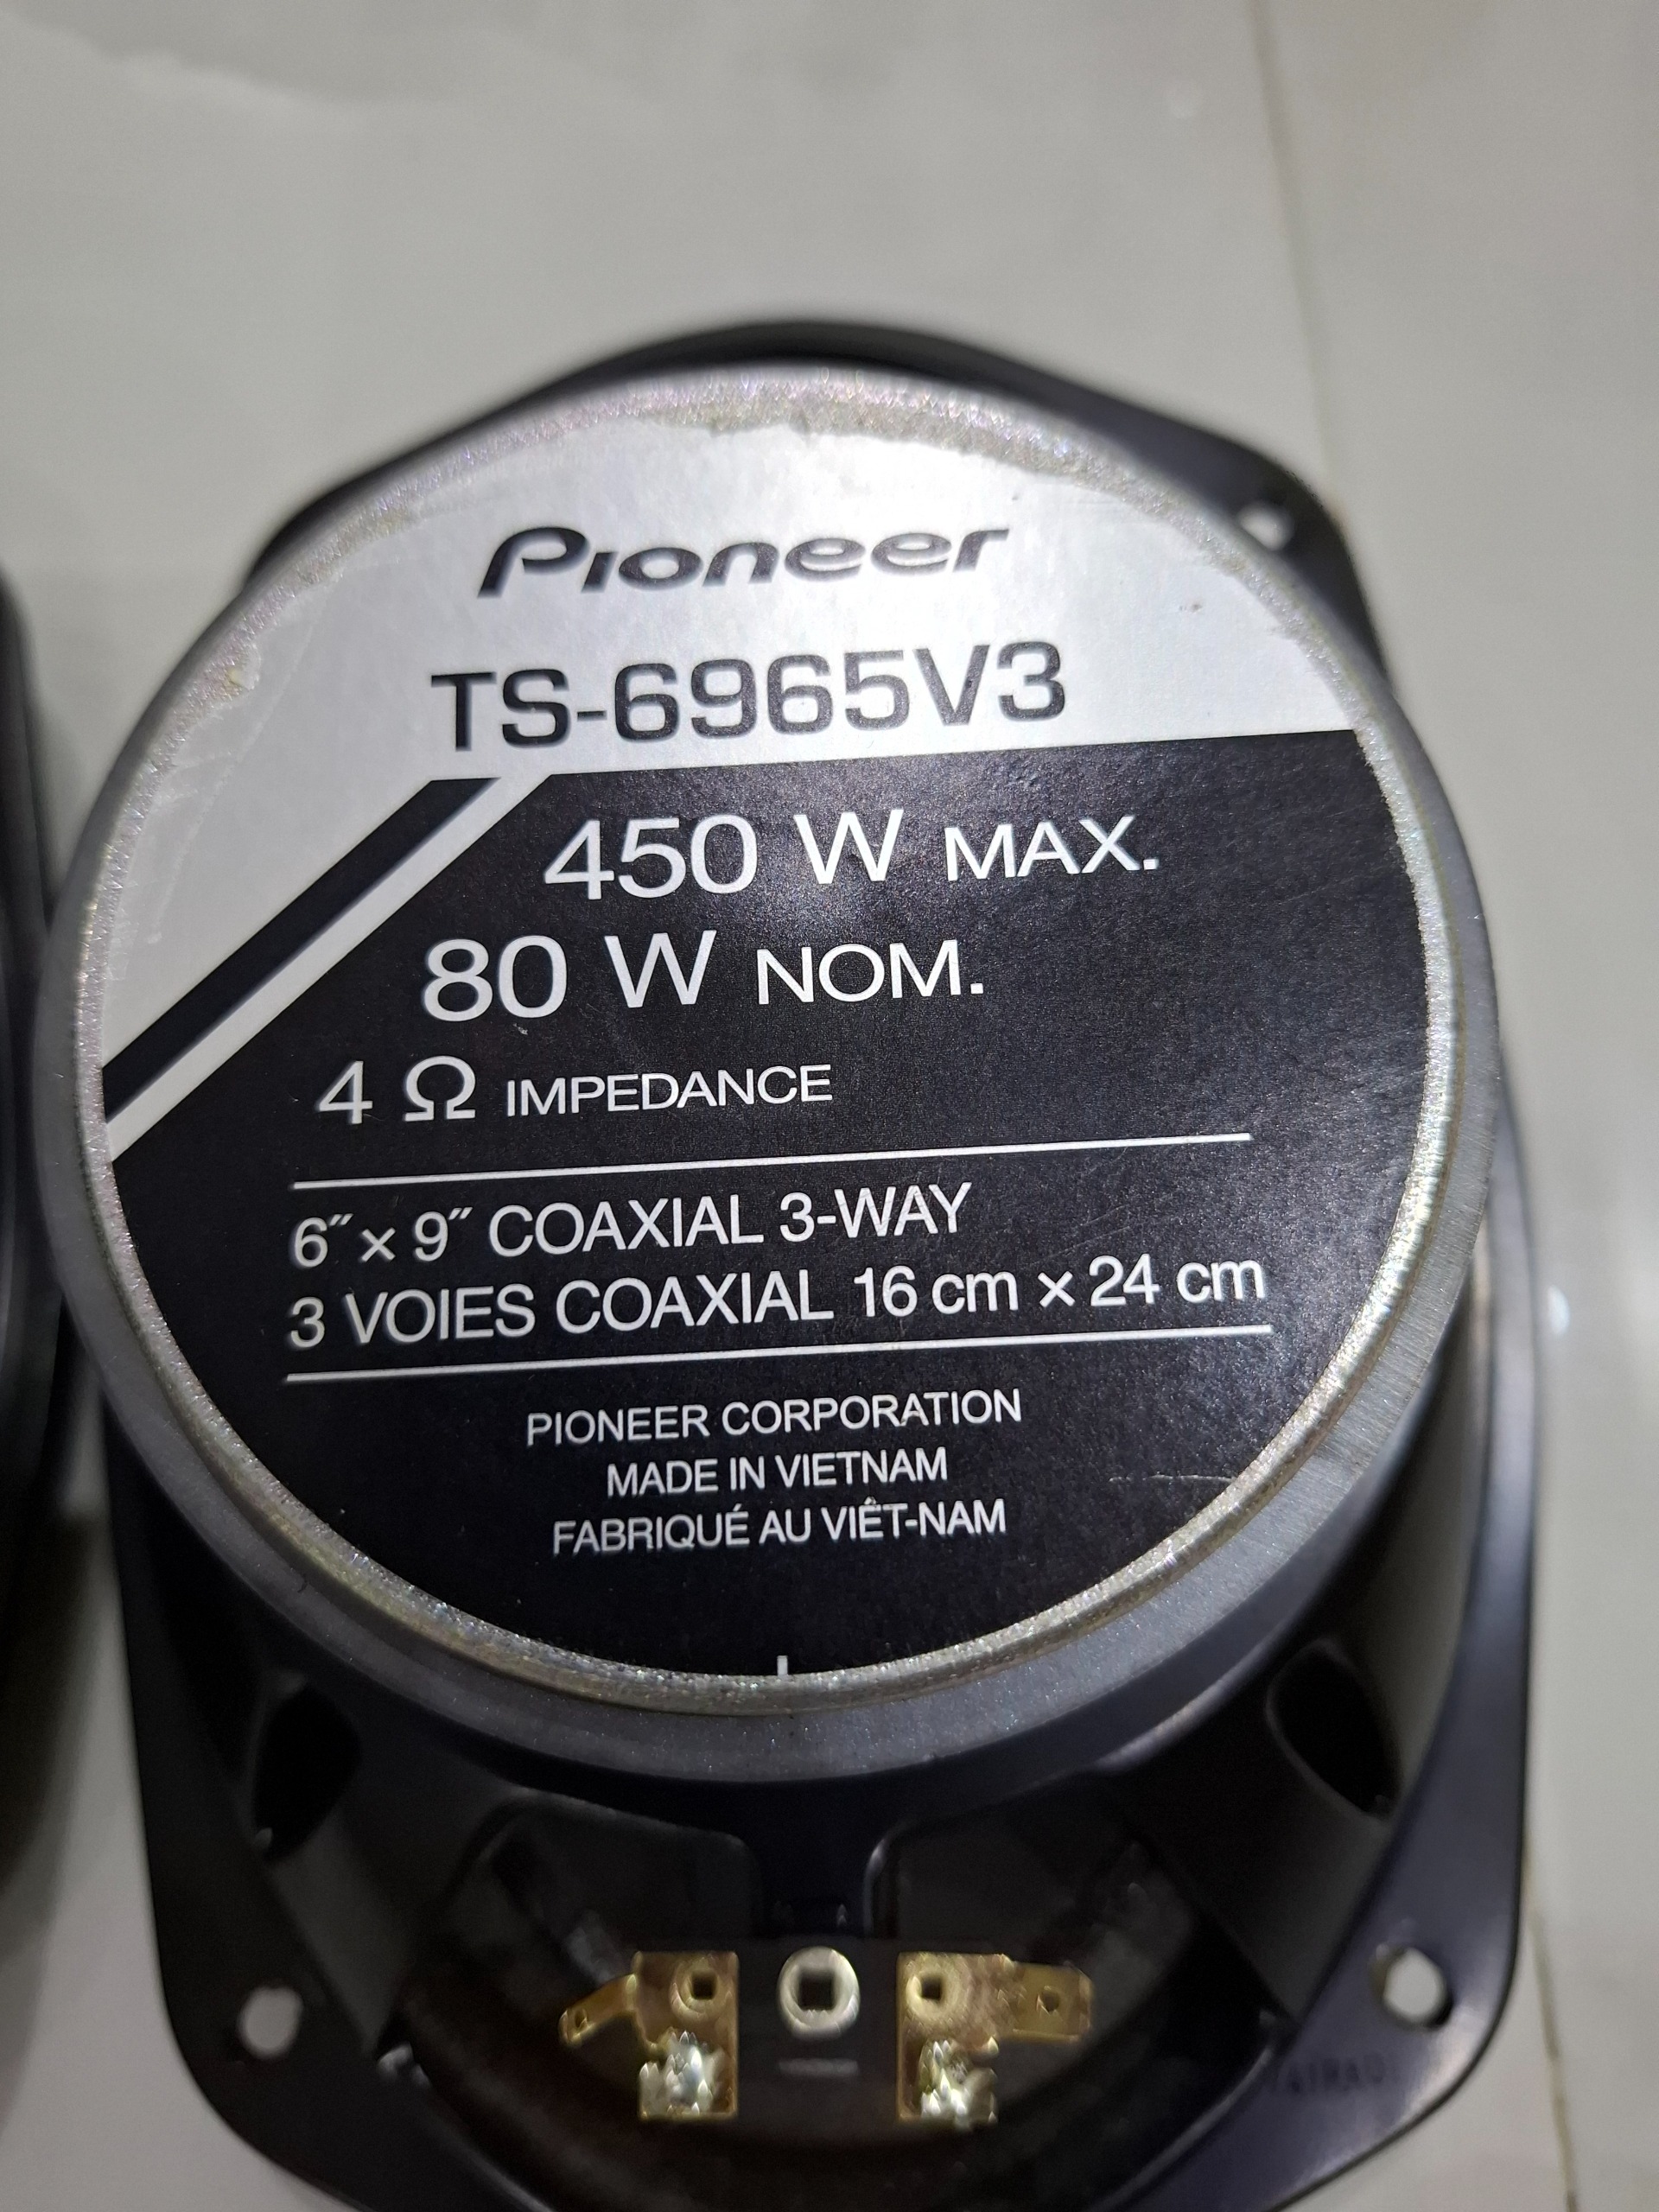 Pioneer
TS-6965V3
450 W MAX.
80 W NOM.
4 Ω IMPEDANCE
6″ × 9″ COAXIAL 3-WAY
3 VOIES COAXIAL 16 cm × 24 cm
PIONEER CORPORATION
MADE IN VIETNAM
FABRIQUÉ AU VIÊT-NAM